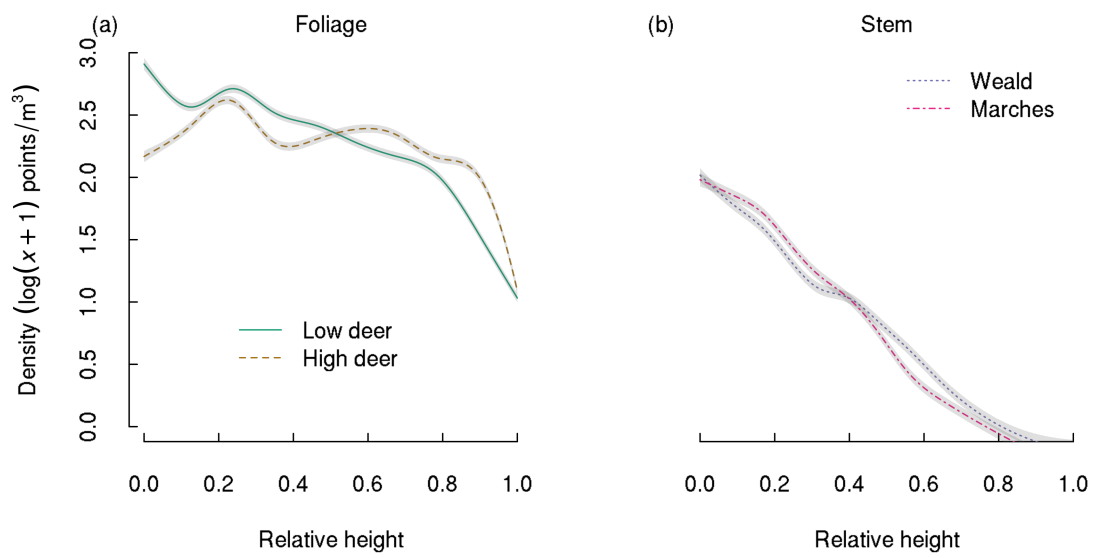 (a) Foliage
Density (log(x + 1) points/m³)
3.0
2.5
2.0
1.5
1.0
0.5
0.0
Low deer
High deer
0.0 0.2 0.4 0.6 0.8 1.0
Relative height
(b) Stem
Weald
Marches
0.0 0.2 0.4 0.6 0.8 1.0
Relative height